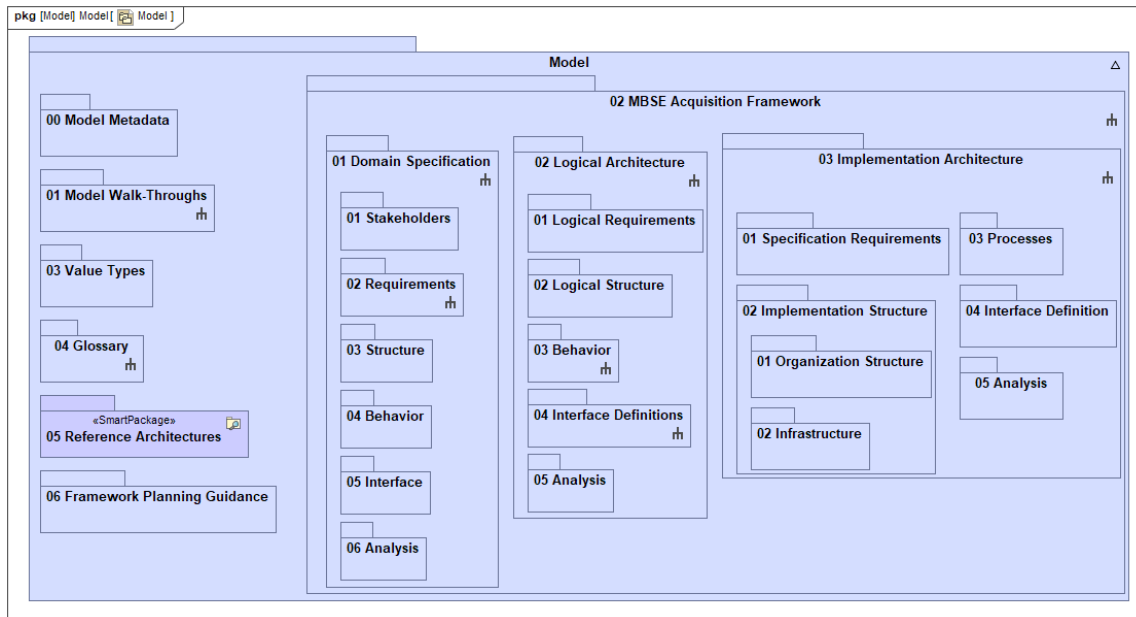 pkg [Model] Model [ Model ]
Model
00 Model Metadata
01 Model Walk-Throughs
03 Value Types
04 Glossary
«SmartPackage»
05 Reference Architectures
06 Framework Planning Guidance
02 MBSE Acquisition Framework
01 Domain Specification
01 Stakeholders
02 Requirements
03 Structure
04 Behavior
05 Interface
06 Analysis
02 Logical Architecture
01 Logical Requirements
02 Logical Structure
03 Behavior
04 Interface Definitions
05 Analysis
03 Implementation Architecture
01 Specification Requirements
02 Implementation Structure
01 Organization Structure
02 Infrastructure
03 Processes
04 Interface Definition
05 Analysis